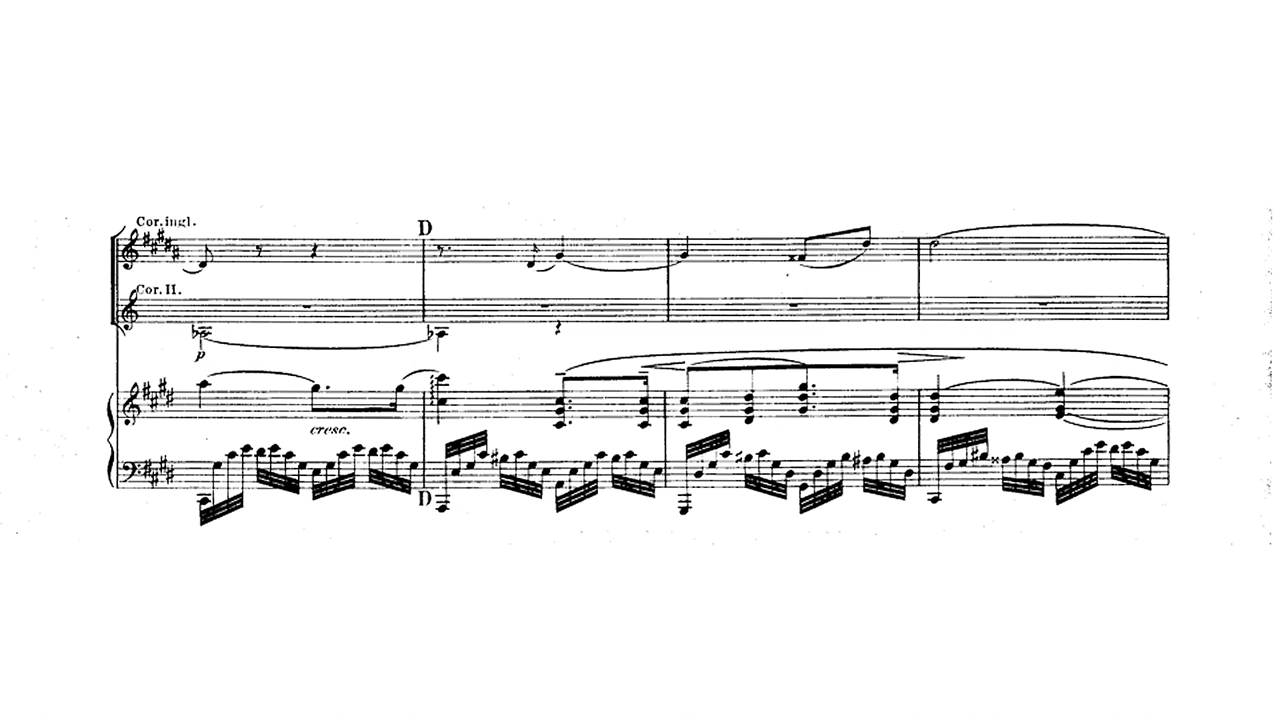 Cor. ingl.
D
Cor. II.
p
cresc.
D